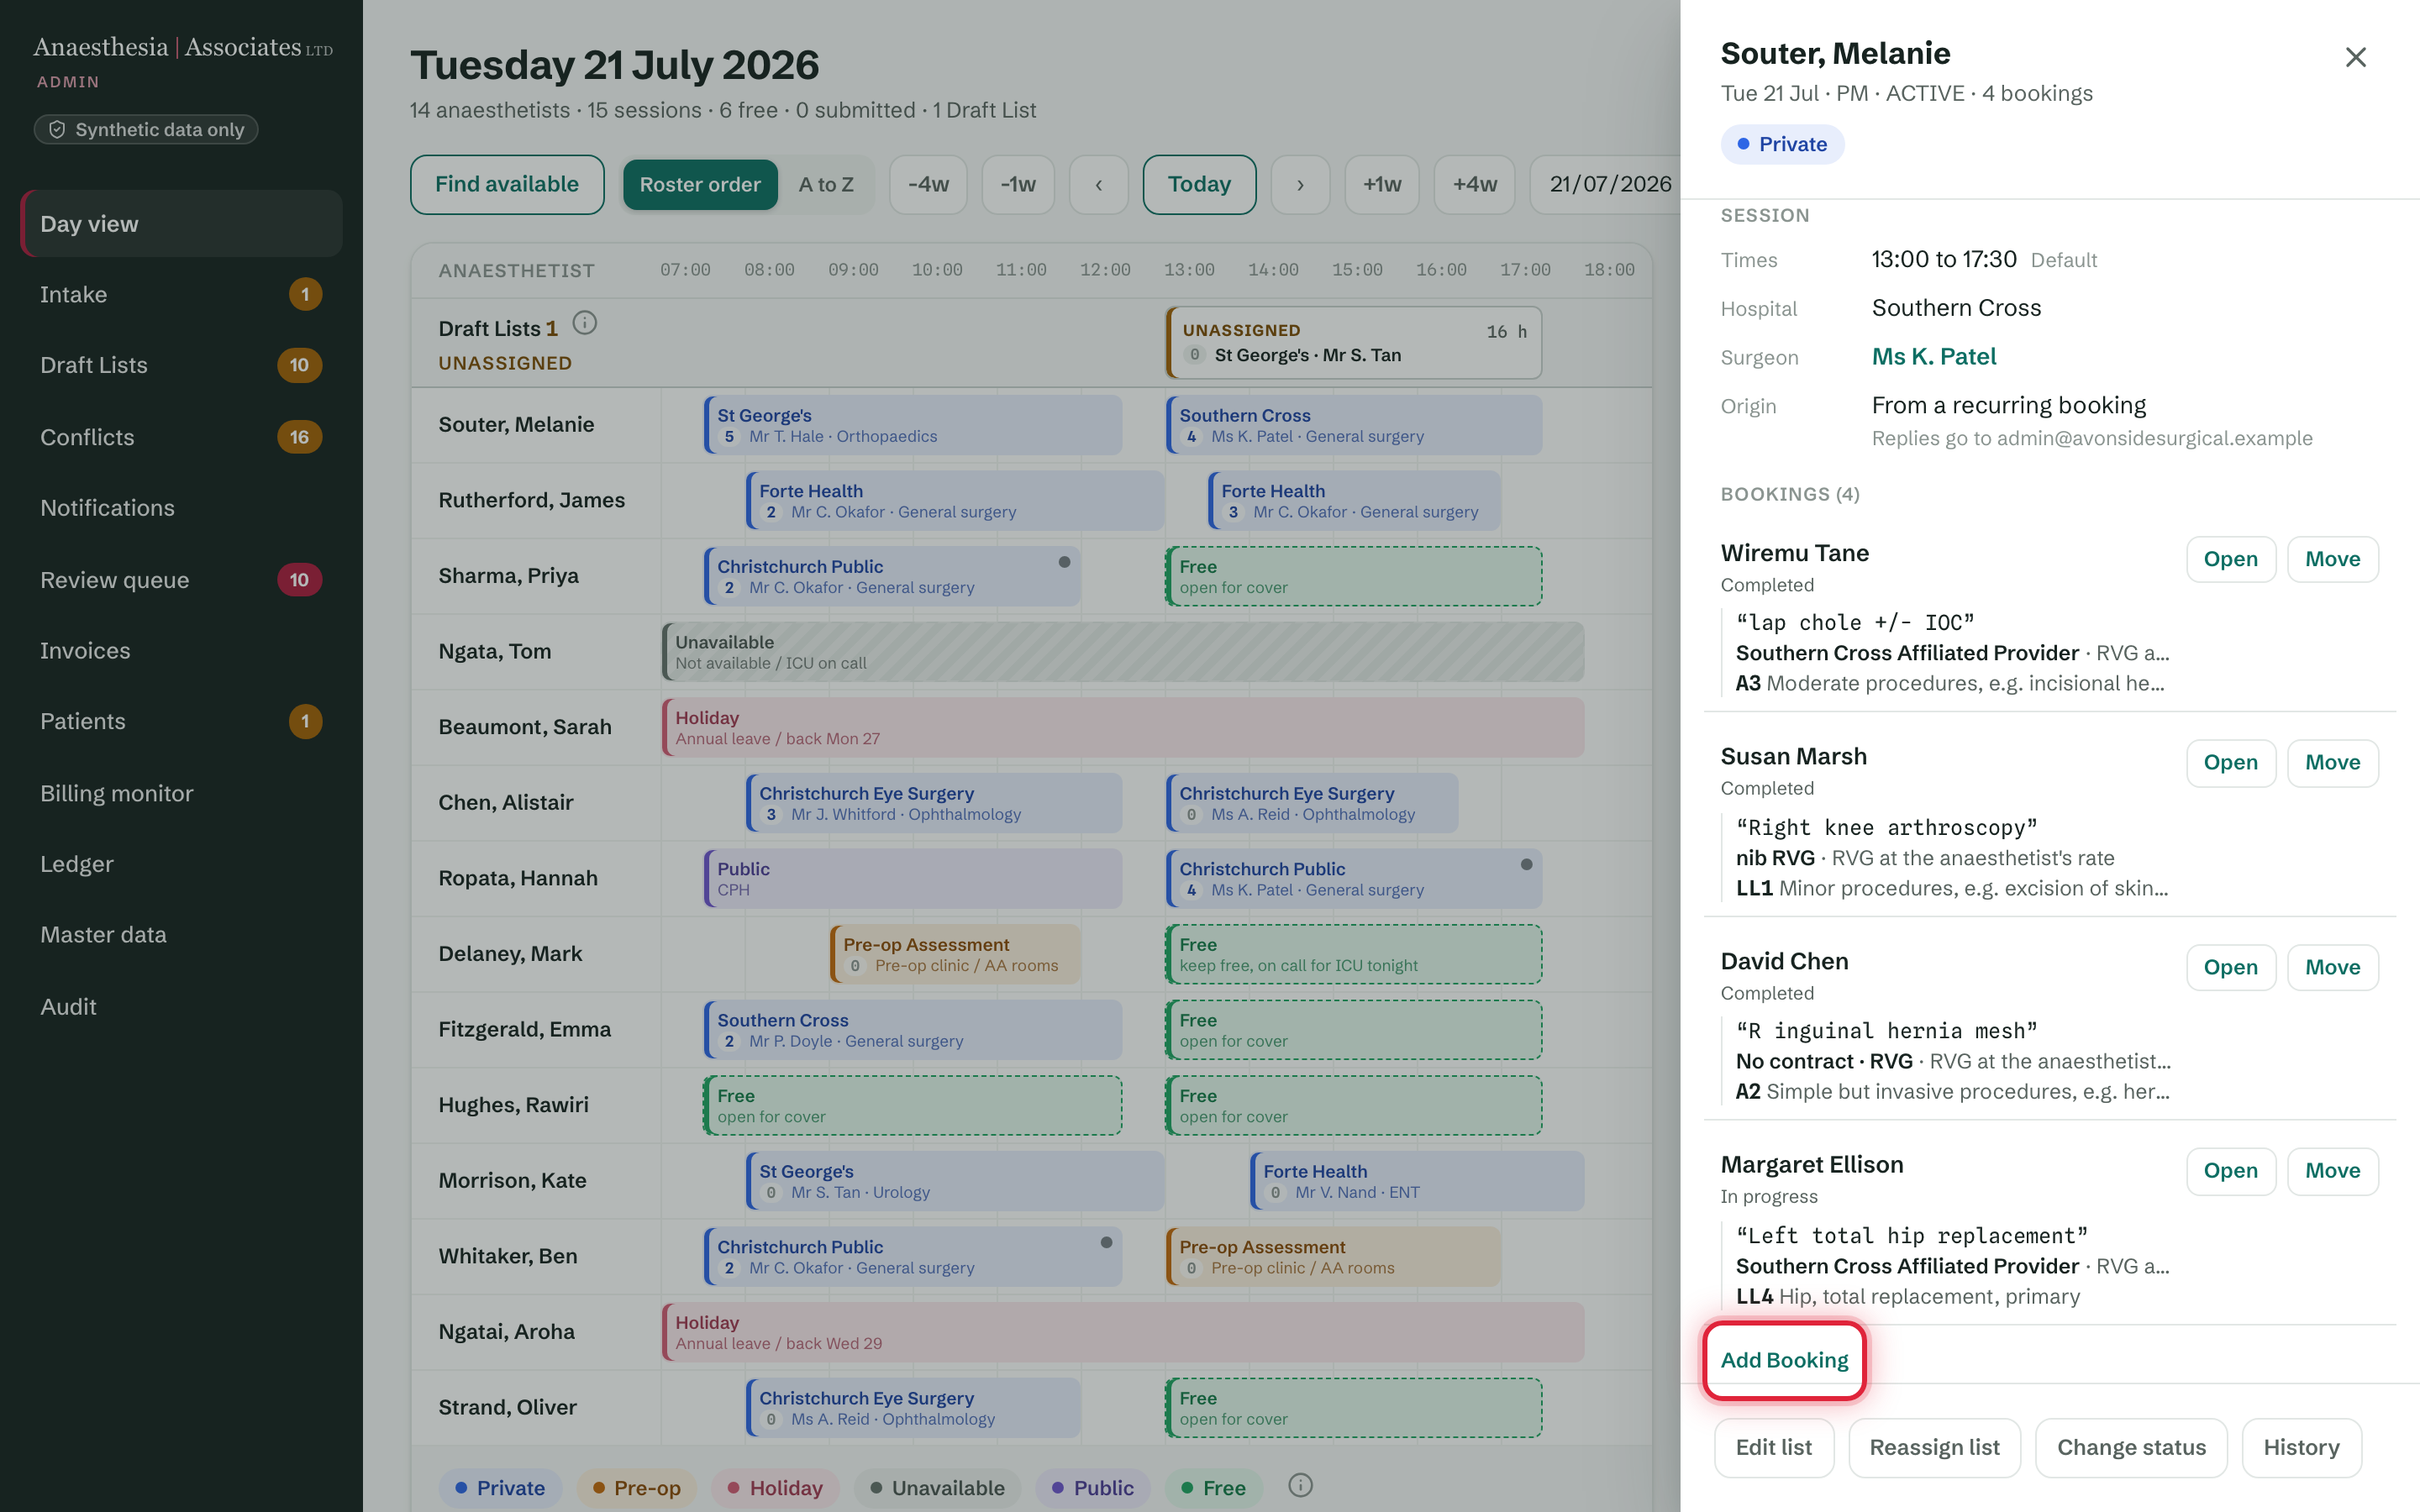 Anaesthesia | Associates LTD
ADMIN
Synthetic data only
Day view
Intake 1
Draft Lists 10
Conflicts 16
Notifications
Review queue 10
Invoices
Patients 1
Billing monitor
Ledger
Master data
Audit
Tuesday 21 July 2026
14 anaesthetists · 15 sessions · 6 free · 0 submitted · 1 Draft List
Find available Roster order A to Z -4w -1w ‹ Today › +1w +4w 21/07/2026
ANAESTHETIST 07:00 08:00 09:00 10:00 11:00 12:00 13:00 14:00 15:00 16:00 17:00 18:00
Draft Lists 1
UNASSIGNED
UNASSIGNED 16 h
0 St George's · Mr S. Tan
Souter, Melanie
St George's
5 Mr T. Hale · Orthopaedics
Southern Cross
4 Ms K. Patel · General surgery
Rutherford, James
Forte Health
2 Mr C. Okafor · General surgery
Forte Health
3 Mr C. Okafor · General surgery
Sharma, Priya
Christchurch Public
2 Mr C. Okafor · General surgery
Free
open for cover
Ngata, Tom
Unavailable
Not available / ICU on call
Beaumont, Sarah
Holiday
Annual leave / back Mon 27
Chen, Alistair
Christchurch Eye Surgery
3 Mr J. Whitford · Ophthalmology
Christchurch Eye Surgery
0 Ms A. Reid · Ophthalmology
Ropata, Hannah
Public
CPH
Christchurch Public
4 Ms K. Patel · General surgery
Delaney, Mark
Pre-op Assessment
0 Pre-op clinic / AA rooms
Free
keep free, on call for ICU tonight
Fitzgerald, Emma
Southern Cross
2 Mr P. Doyle · General surgery
Free
open for cover
Hughes, Rawiri
Free
open for cover
Free
open for cover
Morrison, Kate
St George's
0 Mr S. Tan · Urology
Forte Health
0 Mr V. Nand · ENT
Whitaker, Ben
Christchurch Public
2 Mr C. Okafor · General surgery
Pre-op Assessment
0 Pre-op clinic / AA rooms
Ngatai, Aroha
Holiday
Annual leave / back Wed 29
Strand, Oliver
Christchurch Eye Surgery
0 Ms A. Reid · Ophthalmology
Free
open for cover
Private Pre-op Holiday Unavailable Public Free
Souter, Melanie
Tue 21 Jul · PM · ACTIVE · 4 bookings
Private
SESSION
Times 13:00 to 17:30 Default
Hospital Southern Cross
Surgeon Ms K. Patel
Origin From a recurring booking
Replies go to admin@avonsidesurgical.example
BOOKINGS (4)
Wiremu Tane Open Move
Completed
“lap chole +/- IOC”
Southern Cross Affiliated Provider · RVG a...
A3 Moderate procedures, e.g. incisional he...
Susan Marsh Open Move
Completed
“Right knee arthroscopy”
nib RVG · RVG at the anaesthetist's rate
LL1 Minor procedures, e.g. excision of skin...
David Chen Open Move
Completed
“R inguinal hernia mesh”
No contract · RVG · RVG at the anaesthetist...
A2 Simple but invasive procedures, e.g. her...
Margaret Ellison Open Move
In progress
“Left total hip replacement”
Southern Cross Affiliated Provider · RVG a...
LL4 Hip, total replacement, primary
Add Booking
Edit list Reassign list Change status History